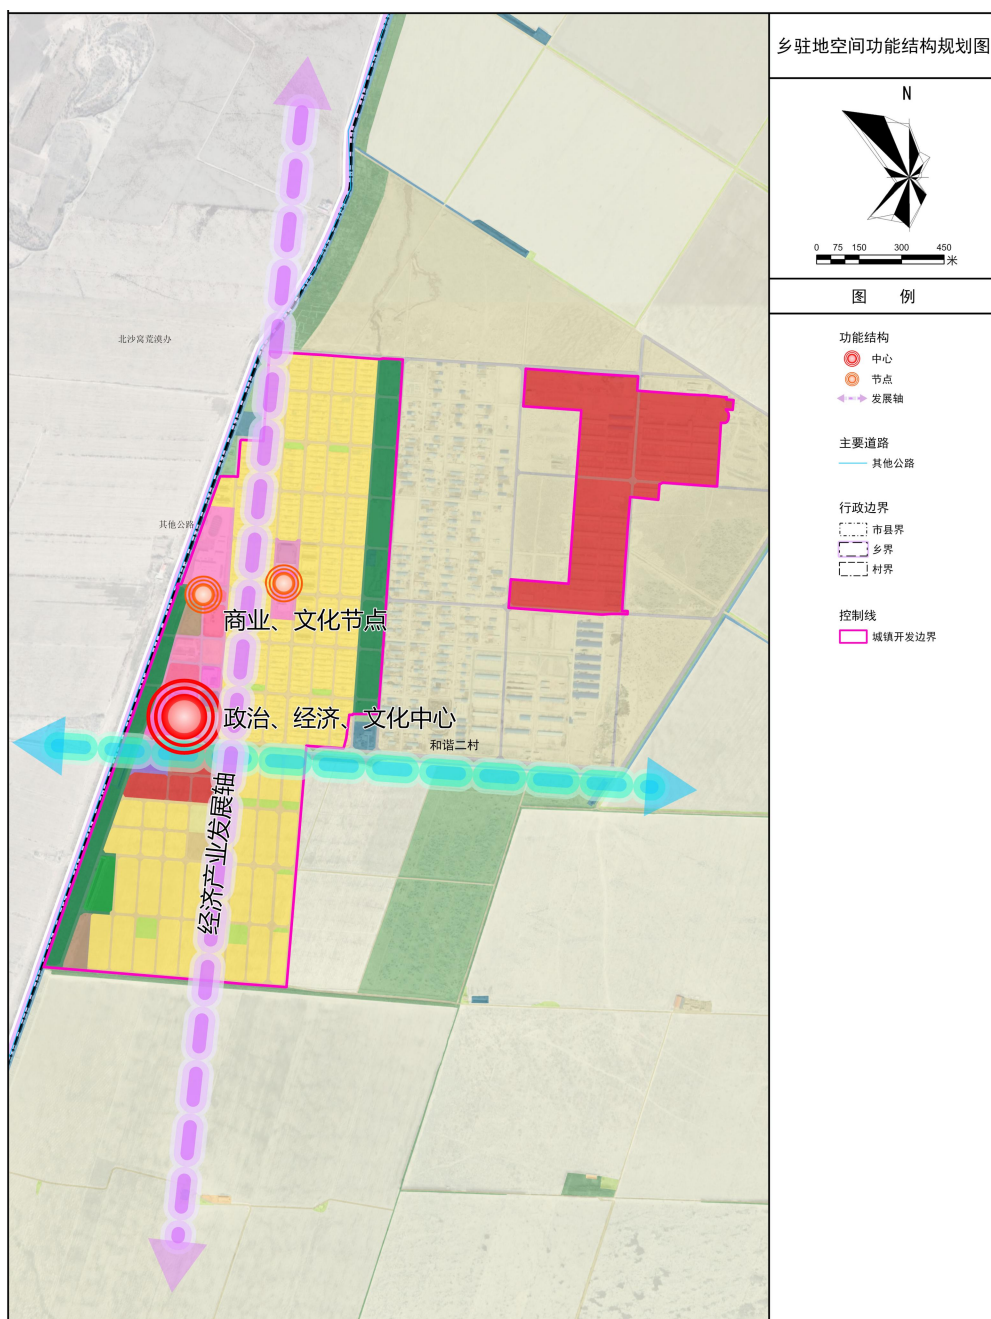 乡驻地空间功能结构规划图
N
0 75 150 300 450
米
图 例
功能结构
中心
节点
发展轴
主要道路
其他公路
行政边界
市县界
乡界
村界
控制线
城镇开发边界
北沙窝荒漠办
其他公路
商业、文化节点
政治、经济、文化中心
和谐二村
经济产业发展轴